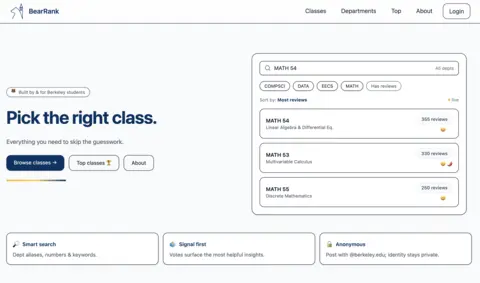 BearRank
Classes
Departments
Top
About
Login
Built by & for Berkeley students
Pick the right class.
Everything you need to skip the guesswork.
Browse classes →
Top classes 🏆
About
MATH 54
All depts
COMPSCI
DATA
EECS
MATH
Has reviews
Sort by: Most reviews
live
MATH 54
355 reviews
Linear Algebra & Differential Eq.
MATH 53
Multivariable Calculus
MATH 55
250 reviews
Discrete Mathematics
Smart search
Dept aliases, numbers & keywords.
Signal first
Votes surface the most helpful insights.
Anonymous
Post with @berkeley.edu; identity stays private.